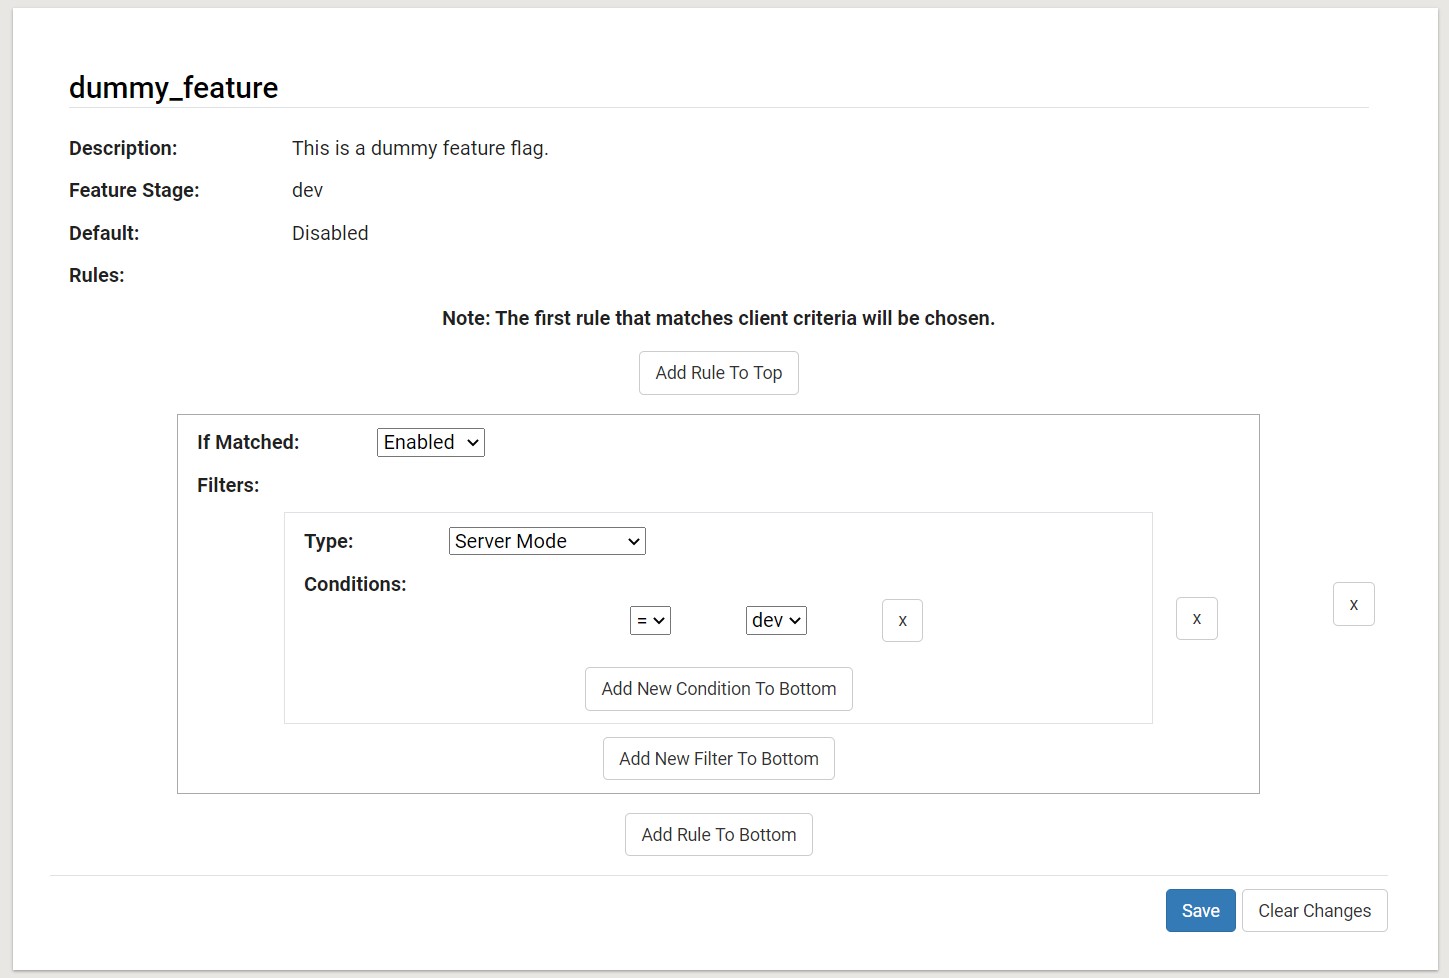 dummy_feature
Description: This is a dummy feature flag.
Feature Stage: dev
Default: Disabled
Rules:
Note: The first rule that matches client criteria will be chosen.
Add Rule To Top
If Matched: Enabled
Filters:
Type: Server Mode
Conditions:
= dev x x x
Add New Condition To Bottom
Add New Filter To Bottom
Add Rule To Bottom
Save Clear Changes